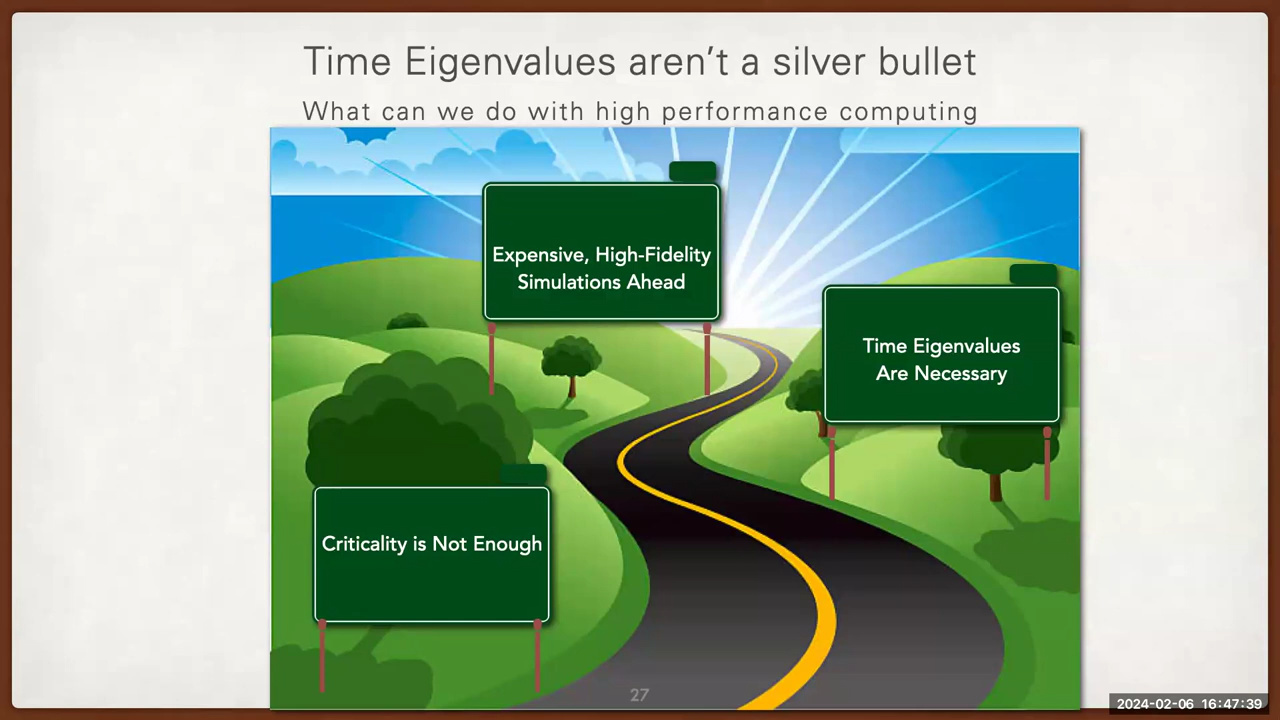 Time Eigenvalues aren’t a silver bullet
What can we do with high performance computing
Expensive, High-Fidelity
Simulations Ahead
Time Eigenvalues
Are Necessary
Criticality is Not Enough
27
2024-02-06 16:47:39